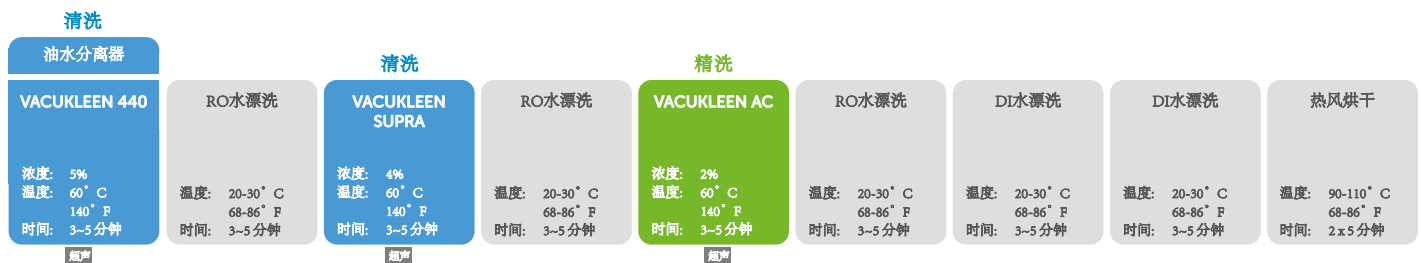 清洗
油水分离器
VACUKLEEN 440
浓度: 5%
温度: 60°C
140°F
时间: 3~5 分钟
超声
RO水漂洗
温度: 20-30°C
68-86°F
时间: 3~5 分钟
清洗
VACUKLEEN
SUPRA
浓度: 4%
温度: 60°C
140°F
时间: 3~5 分钟
超声
RO水漂洗
温度: 20-30°C
68-86°F
时间: 3~5 分钟
精洗
VACUKLEEN AC
浓度: 2%
温度: 60°C
140°F
时间: 3~5 分钟
超声
RO水漂洗
温度: 20-30°C
68-86°F
时间: 3~5 分钟
DI水漂洗
温度: 20-30°C
68-86°F
时间: 3~5 分钟
DI水漂洗
温度: 20-30°C
68-86°F
时间: 3~5 分钟
热风烘干
温度: 90-110°C
68-86°F
时间: 2 x 5 分钟